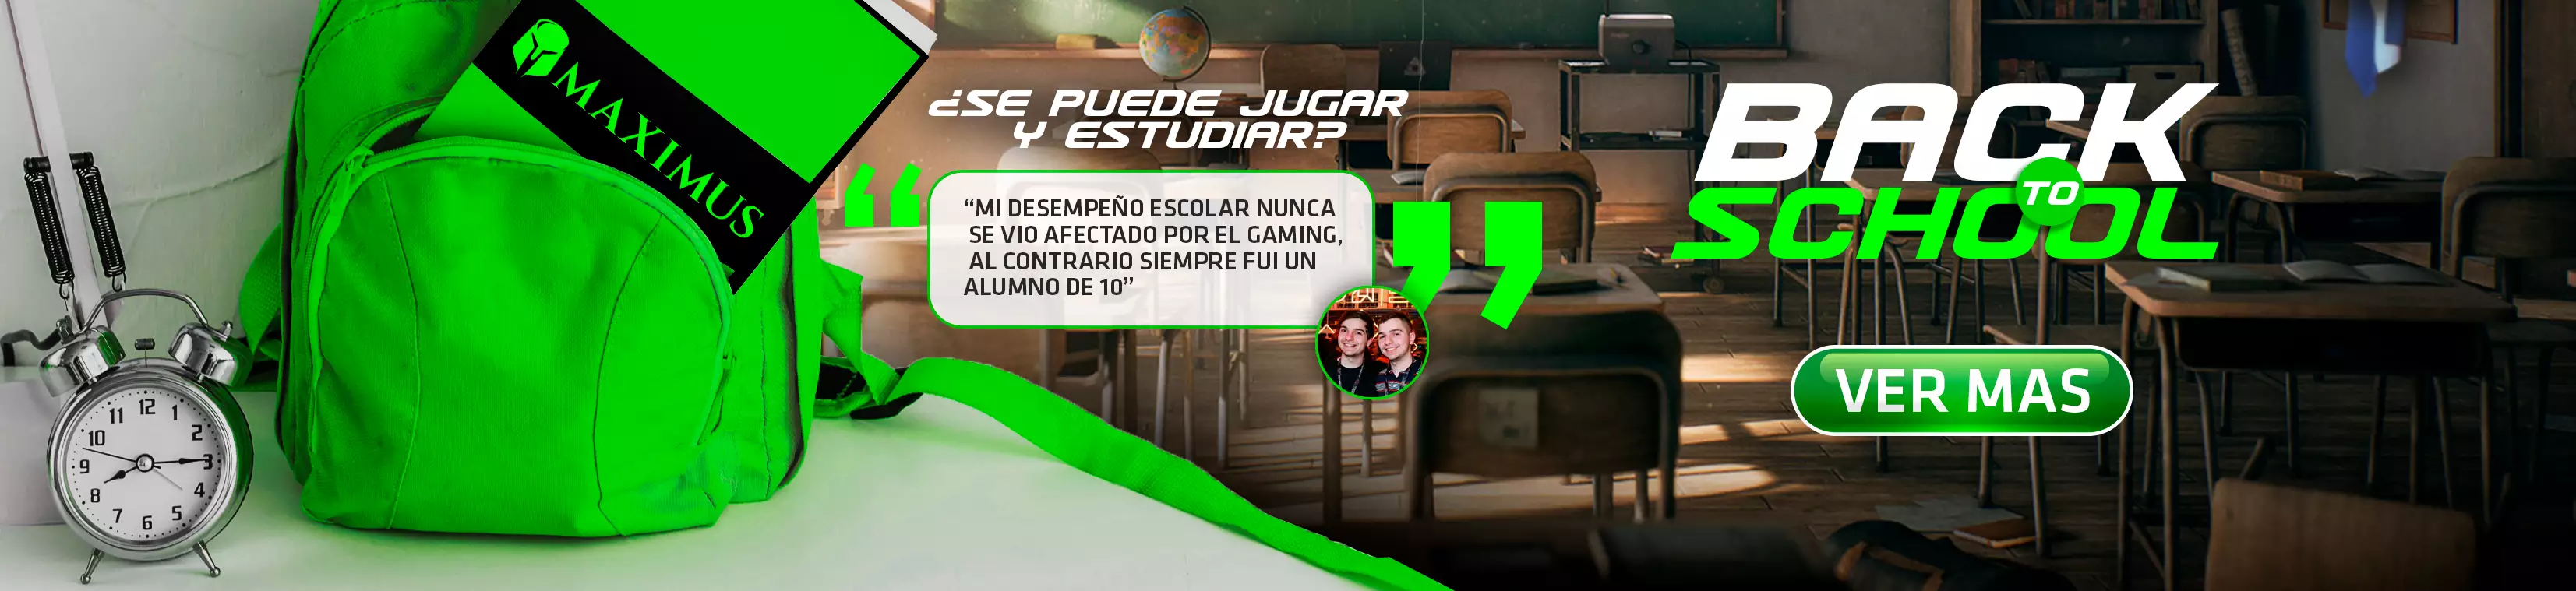 MAXIMUS
¿SE PUEDE JUGAR
Y ESTUDIAR?
“MI DESEMPEÑO ESCOLAR NUNCA
SE VIO AFECTADO POR EL GAMING,
AL CONTRARIO SIEMPRE FUI UN
ALUMNO DE 10”
BACK
TO
SCHOOL
VER MAS
12
1
2
3
4
5
6
7
8
9
10
11